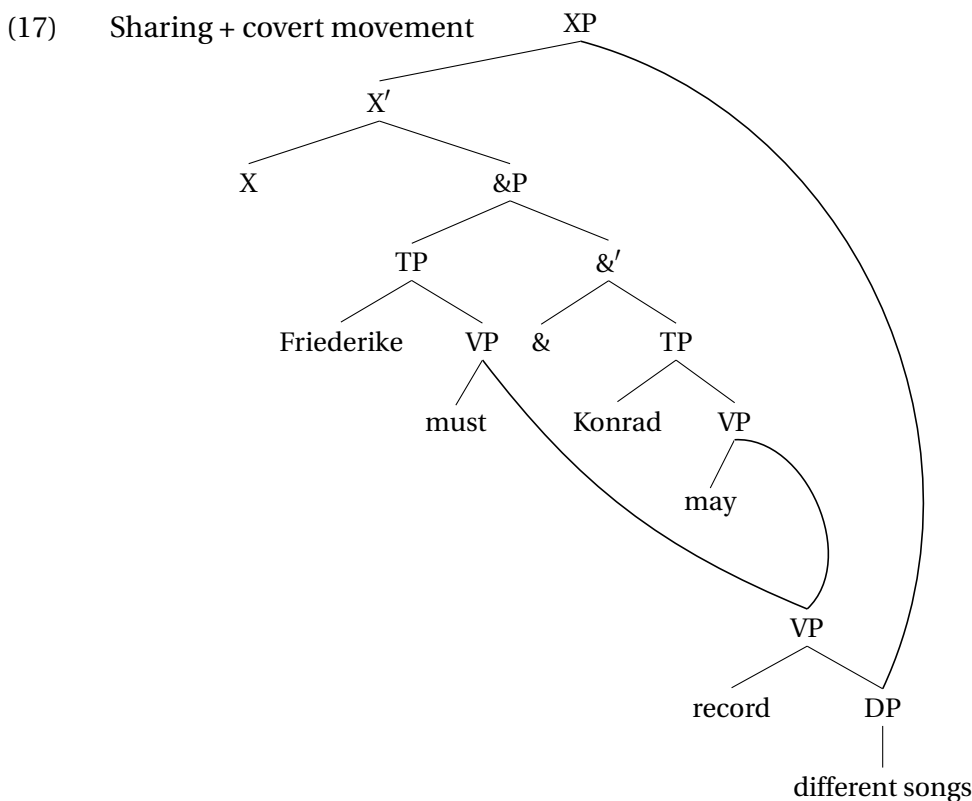 (17) Sharing + covert movement XP
X′
X &P
TP &′
Friederike VP & TP
must Konrad VP
may
VP
record DP
different songs